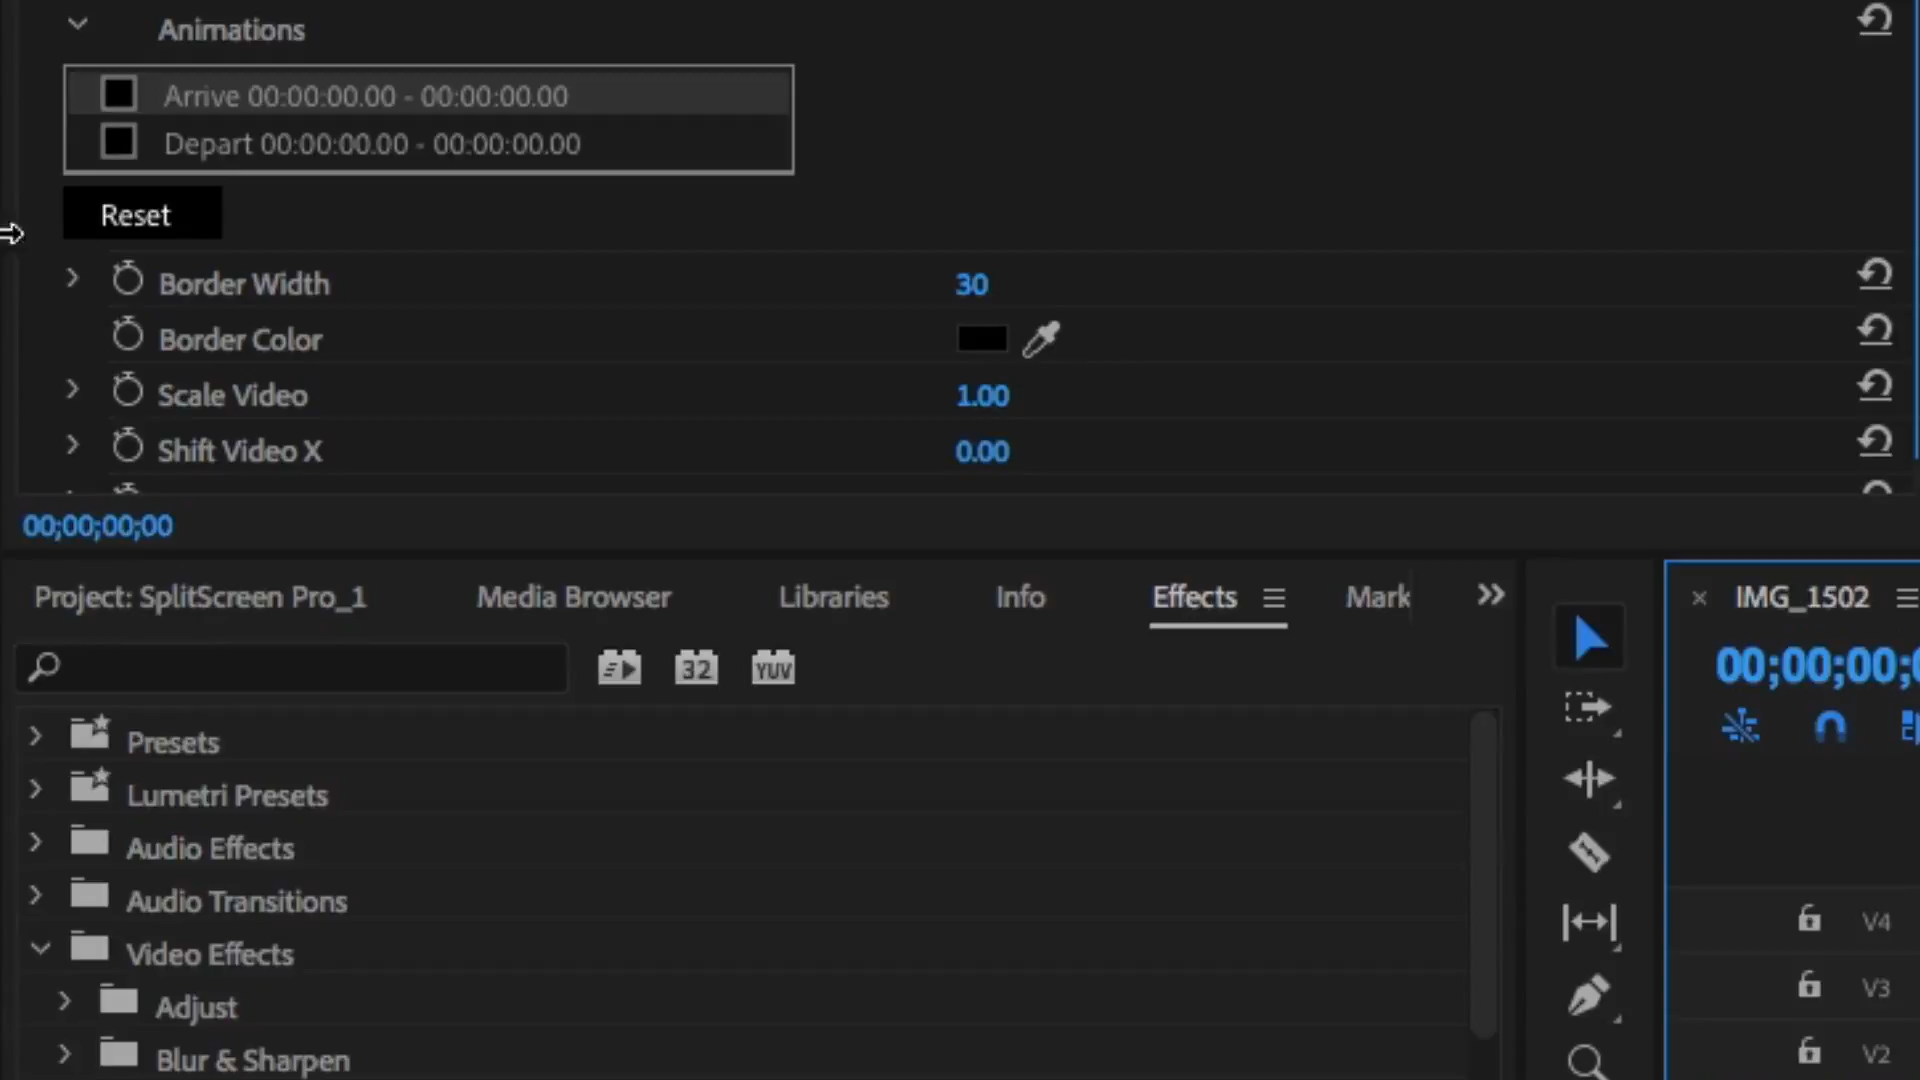 Animations
Arrive 00:00:00.00 - 00:00:00.00
Depart 00:00:00.00 - 00:00:00.00
Reset
Border Width 30
Border Color
Scale Video 1.00
Shift Video X 0.00
00;00;00;00
Project: SplitScreen Pro_1 Media Browser Libraries Info Effects Mark
IMG_1502
32 YUV
00;00;00;
Presets
Lumetri Presets
Audio Effects
Audio Transitions
V4
Video Effects
V3
Adjust
V2
Blur & Sharpen